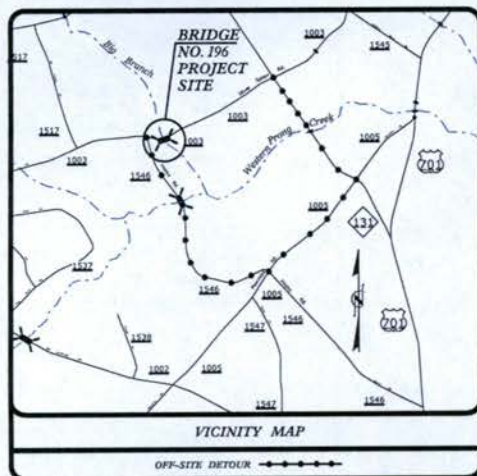 BRIDGE
NO. 196
PROJECT
SITE
Big Branch
1003
1545
1517
1517
1003
1003
1003
Western Prong Creek
1005
701
1546
1005
131
1537
1546
1005
1546
1547
701
1538
1002
1005
1547
1546
VICINITY MAP
OFF-SITE DETOUR